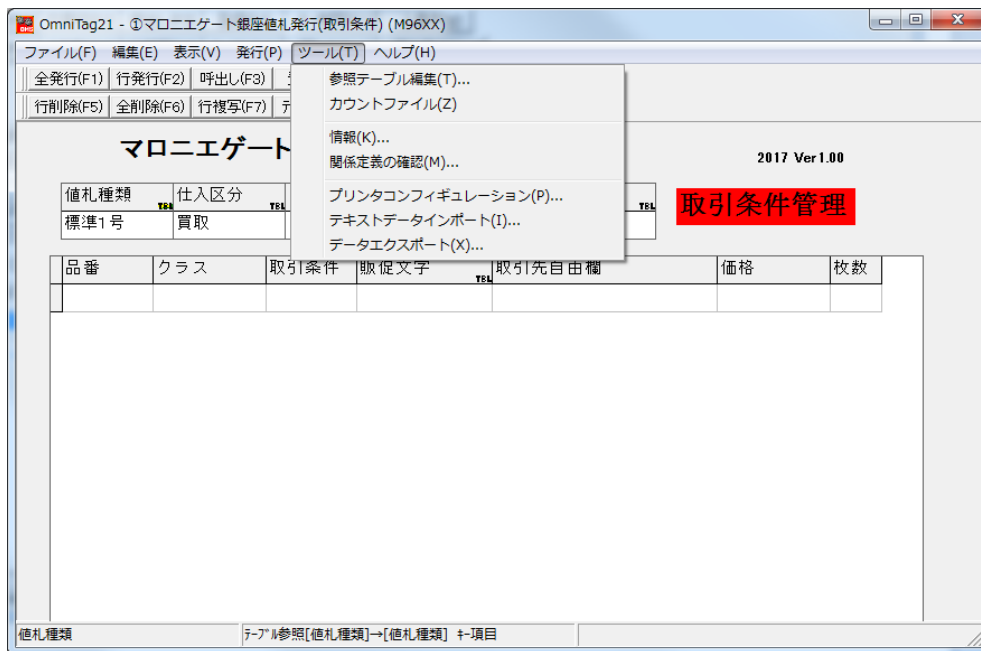 OmniTag21 - ①マロニエゲート銀座値札発行(取引条件) (M96XX)
ファイル(F) 編集(E) 表示(V) 発行(P) ツール(T) ヘルプ(H)
全発行(F1) 行発行(F2) 呼出し(F3)
行削除(F5) 全削除(F6) 行複写(F7)
参照テーブル編集(T)...
カウントファイル(Z)
情報(K)...
関係定義の確認(M)...
プリンタコンフィギュレーション(P)...
テキストデータインポート(I)...
データエクスポート(X)...
マロニエゲート
2017 Ver1.00
値札種類 TBL 仕入区分 TBL TBL
標準1号 買取
取引条件管理
品番 クラス 取引条件 販促文字 TBL 取引先自由欄 価格 枚数
値札種類 テーブル参照[値札種類]→[値札種類] キー項目